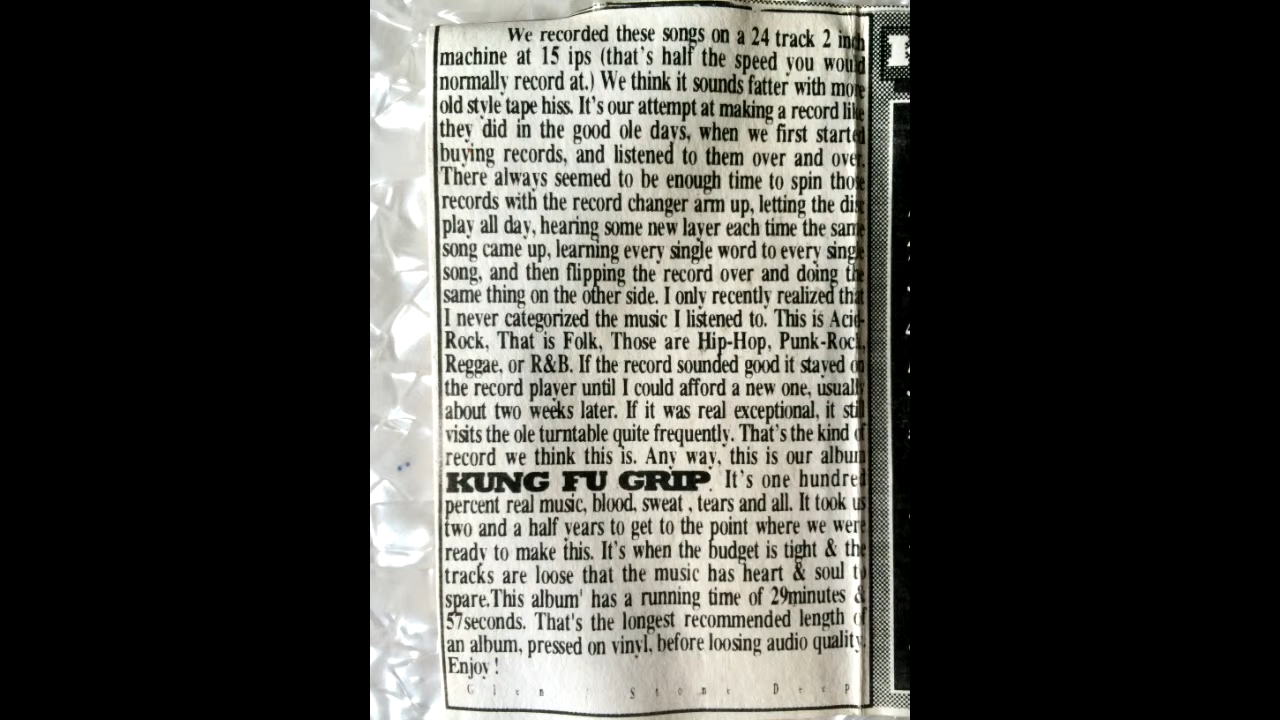 We recorded these songs on a 24 track 2 inch
machine at 15 ips (that's half the speed you would
normally record at.) We think it sounds fatter with more
old style tape hiss. It's our attempt at making a record like
they did in the good ole days, when we first started
buying records, and listened to them over and over.
There always seemed to be enough time to spin those
records with the record changer arm up, letting the disc
play all day, hearing some new layer each time the same
song came up, learning every single word to every single
song, and then flipping the record over and doing the
same thing on the other side. I only recently realized that
I never categorized the music I listened to. This is Acid-
Rock, That is Folk, Those are Hip-Hop, Punk-Rock,
Reggae, or R&B. If the record sounded good it stayed on
the record player until I could afford a new one, usually
about two weeks later. If it was real exceptional, it still
visits the ole turntable quite frequently. That's the kind of
record we think this is. Any way, this is our album
KUNG FU GRIP. It's one hundred
percent real music, blood, sweat , tears and all. It took us
two and a half years to get to the point where we were
ready to make this. It's when the budget is tight & the
tracks are loose that the music has heart & soul to
spare.This album' has a running time of 29minutes &
57seconds. That's the longest recommended length of
an album, pressed on vinyl, before loosing audio quality.
Enjoy !
Glen Stone Deep